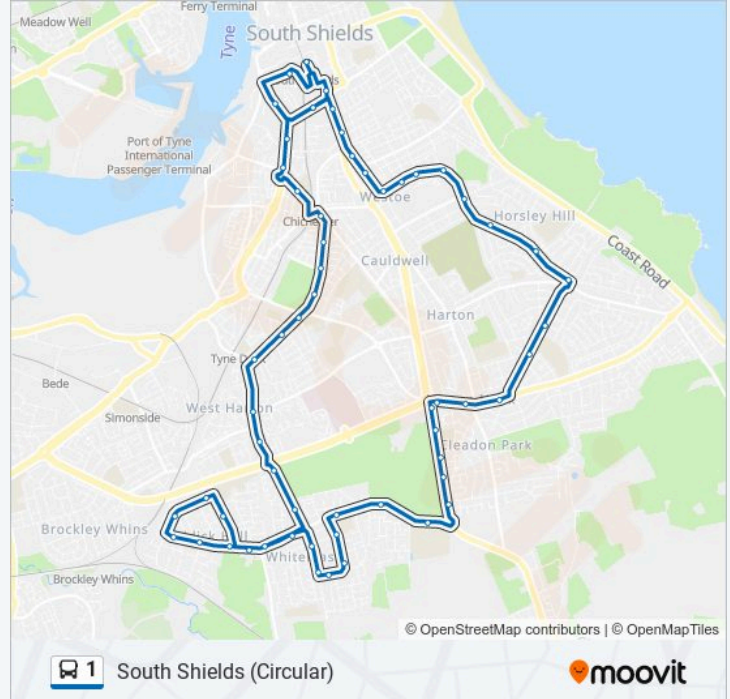 Ferry Terminal
Meadow Well
Tyne
South Shields
Port of Tyne
International
Passenger Terminal
Westoe
Chichester
Horsley Hill
Coast Road
Cauldwell
Harton
Tyne Dock
Bede
West Harton
Simonside
Cleadon Park
Brockley Whins
Whiteleas
Brockley Whins
© OpenStreetMap contributors | © OpenMapTiles
1 South Shields (Circular)
moovit